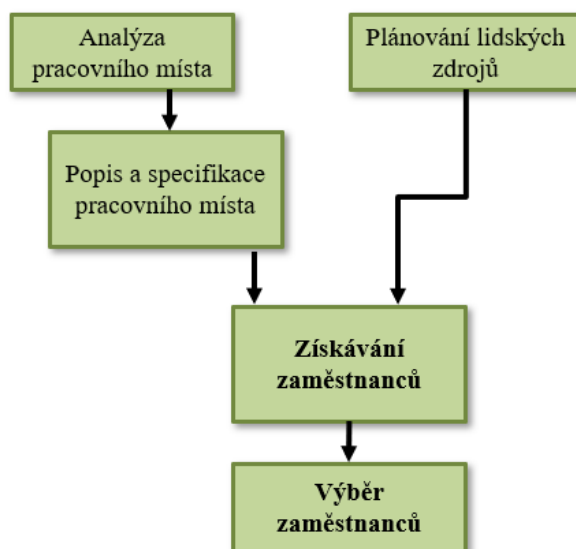 Analýza
pracovního místa
Plánování lidských
zdrojů
Popis a specifikace
pracovního místa
Získávání
zaměstnanců
Výběr
zaměstnanců